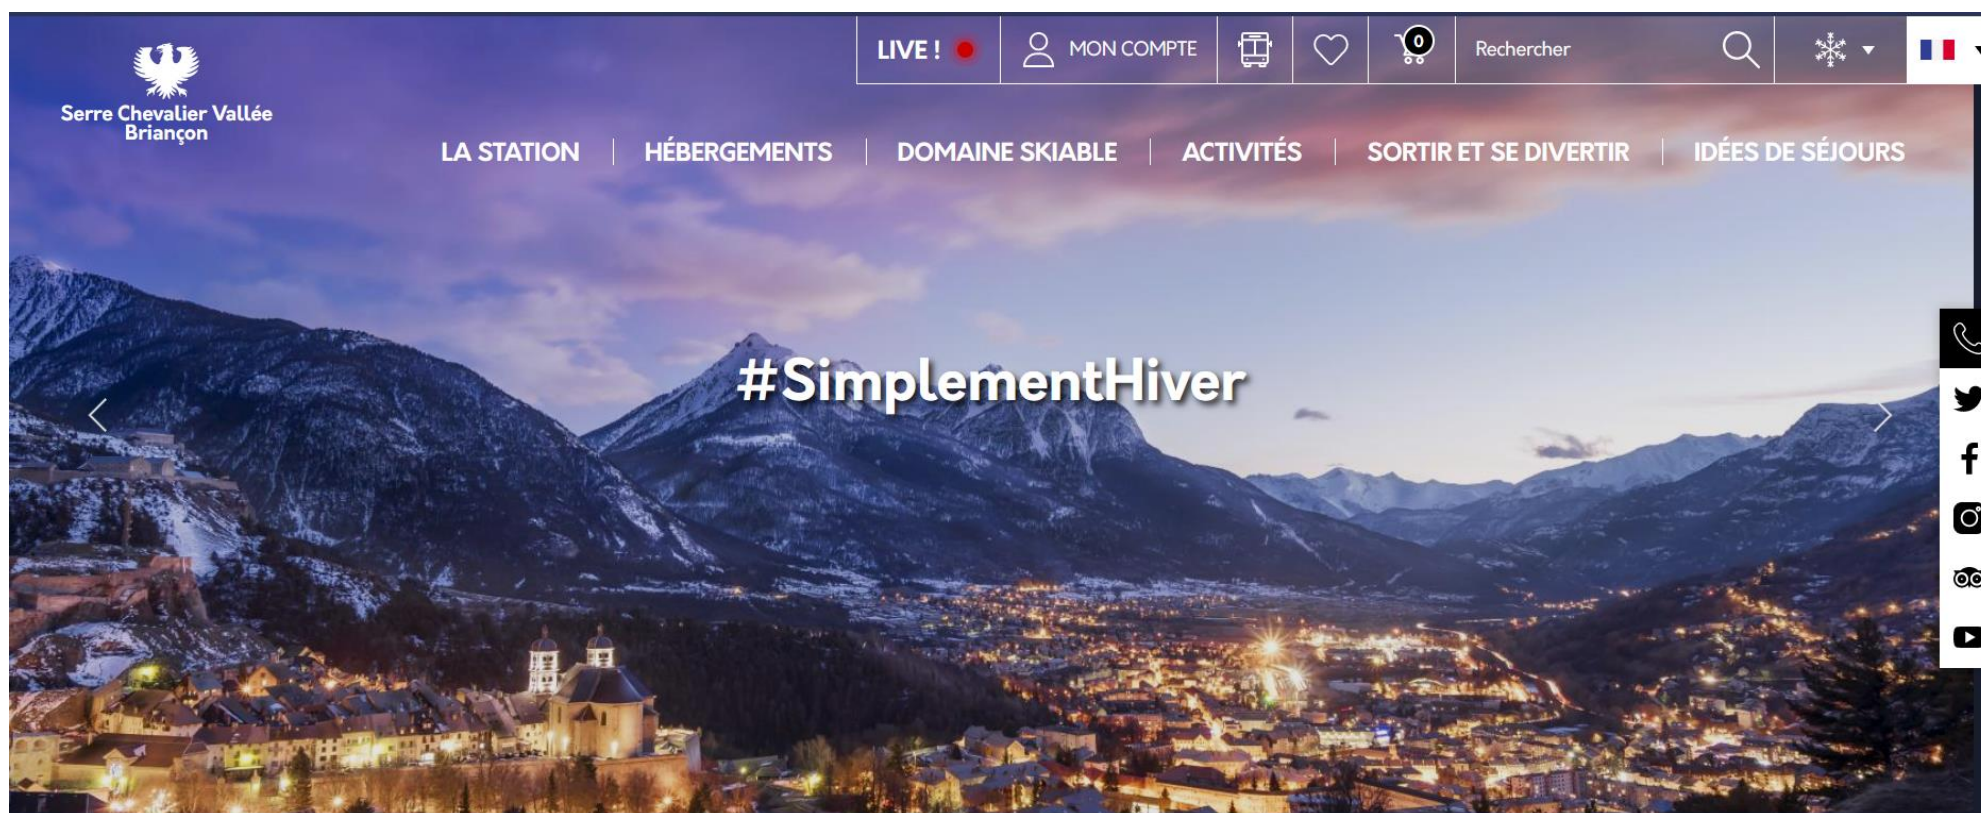 LIVE !
MON COMPTE
0
Rechercher
Serre Chevalier Vallée
Briançon
LA STATION
HÉBERGEMENTS
DOMAINE SKIABLE
ACTIVITÉS
SORTIR ET SE DIVERTIR
IDÉES DE SÉJOURS
#SimplementHiver